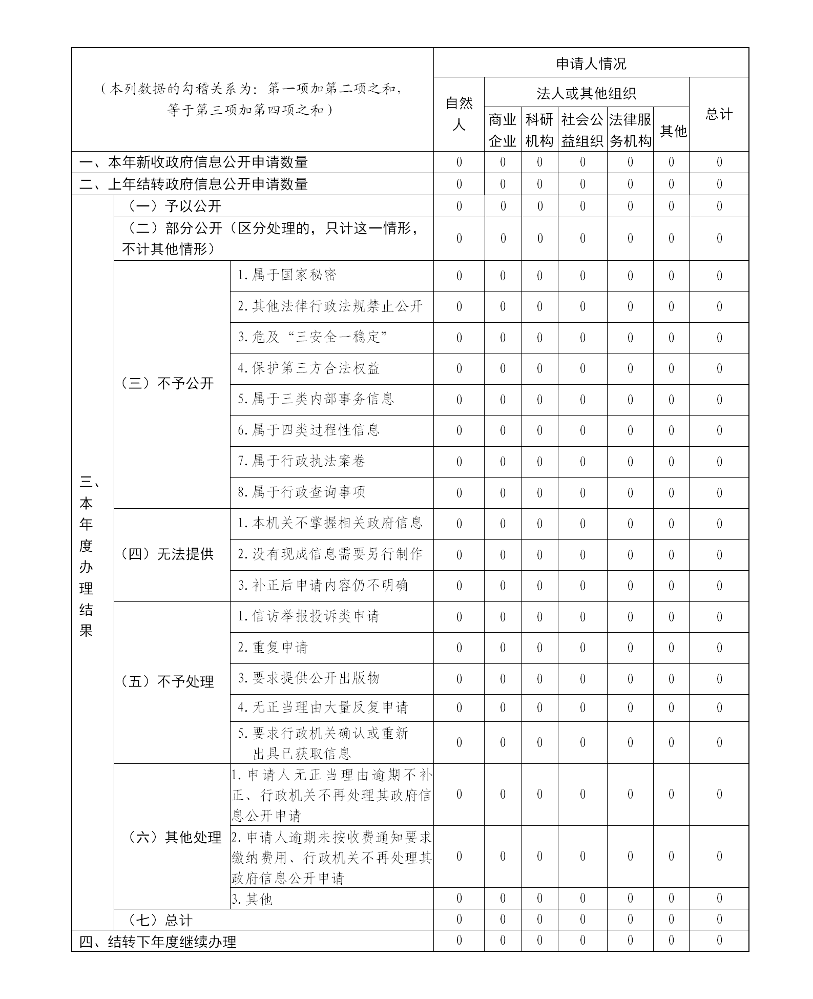 （本列数据的勾稽关系为：第一项加第二项之和，
等于第三项加第四项之和）
申请人情况
自然
人
法人或其他组织
总计
商业
企业
科研
机构
社会公
益组织
法律服
务机构
其他
一、本年新收政府信息公开申请数量 0 0 0 0 0 0 0
二、上年结转政府信息公开申请数量 0 0 0 0 0 0 0
三、
本
年
度
办
理
结
果
（一）予以公开 0 0 0 0 0 0 0
（二）部分公开（区分处理的，只计这一情形，
不计其他情形） 0 0 0 0 0 0 0
（三）不予公开
1.属于国家秘密 0 0 0 0 0 0 0
2.其他法律行政法规禁止公开 0 0 0 0 0 0 0
3.危及“三安全一稳定” 0 0 0 0 0 0 0
4.保护第三方合法权益 0 0 0 0 0 0 0
5.属于三类内部事务信息 0 0 0 0 0 0 0
6.属于四类过程性信息 0 0 0 0 0 0 0
7.属于行政执法案卷 0 0 0 0 0 0 0
8.属于行政查询事项 0 0 0 0 0 0 0
（四）无法提供
1.本机关不掌握相关政府信息 0 0 0 0 0 0 0
2.没有现成信息需要另行制作 0 0 0 0 0 0 0
3.补正后申请内容仍不明确 0 0 0 0 0 0 0
（五）不予处理
1.信访举报投诉类申请 0 0 0 0 0 0 0
2.重复申请 0 0 0 0 0 0 0
3.要求提供公开出版物 0 0 0 0 0 0 0
4.无正当理由大量反复申请 0 0 0 0 0 0 0
5.要求行政机关确认或重新
出具已获取信息 0 0 0 0 0 0 0
（六）其他处理
1.申请人无正当理由逾期不补
正、行政机关不再处理其政府信
息公开申请 0 0 0 0 0 0 0
2.申请人逾期未按收费通知要求
缴纳费用、行政机关不再处理其
政府信息公开申请 0 0 0 0 0 0 0
3.其他 0 0 0 0 0 0 0
（七）总计 0 0 0 0 0 0 0
四、结转下年度继续办理 0 0 0 0 0 0 0